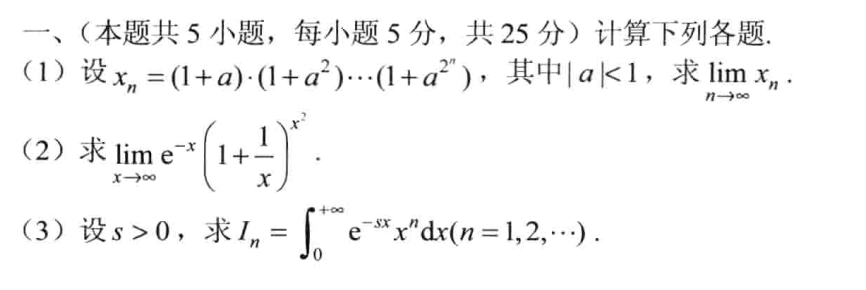 一、（本题共 5 小题，每小题 5 分，共 25 分）计算下列各题.
（1）设 $x_n = (1+a)\cdot(1+a^2)\cdots(1+a^{2^n})$，其中 $|a|<1$，求 $\lim\limits_{n\to\infty} x_n$.
（2）求 $\lim\limits_{x\to\infty} \mathrm{e}^{-x}\left(1+\dfrac{1}{x}\right)^{x^2}$.
（3）设 $s>0$，求 $I_n = \int_0^{+\infty} \mathrm{e}^{-sx} x^n \mathrm{d}x (n=1,2,\cdots)$.